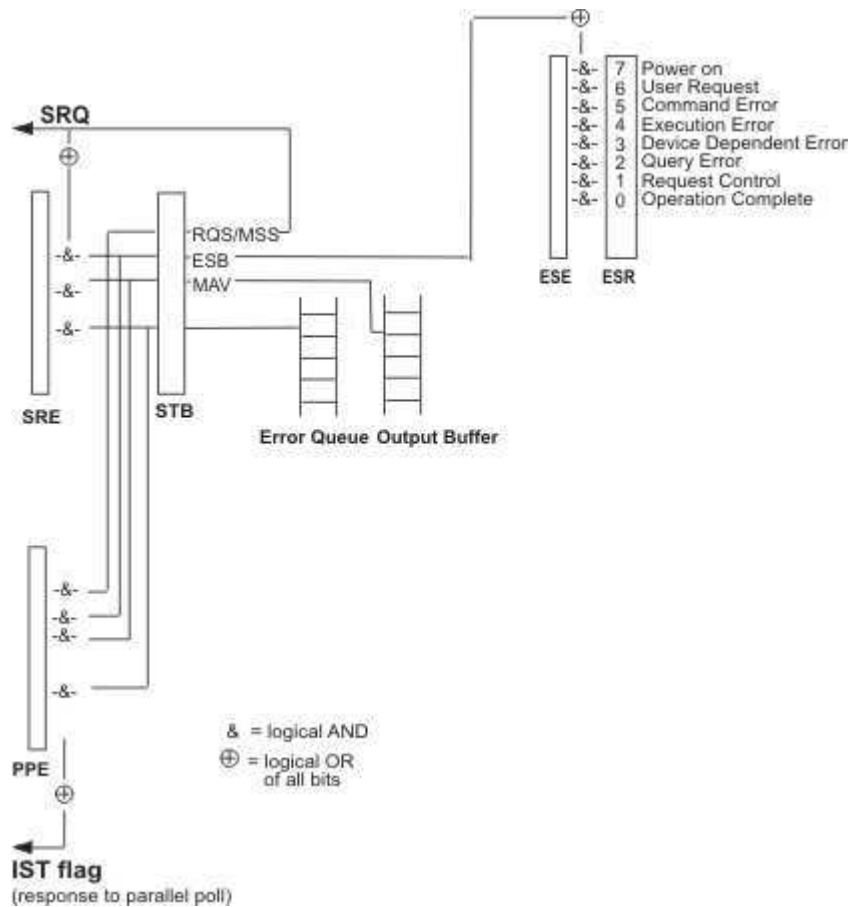 -&- 7 Power on
-&- 6 User Request
-&- 5 Command Error
-&- 4 Execution Error
-&- 3 Device Dependent Error
-&- 2 Query Error
-&- 1 Request Control
-&- 0 Operation Complete
ESE ESR
SRQ
RQS/MSS
-&- ESB
-&- MAV
-&-
SRE STB
Error Queue Output Buffer
-&-
-&-
-&-
-&-
PPE
& = logical AND
⊕ = logical OR
of all bits
IST flag
(response to parallel poll)